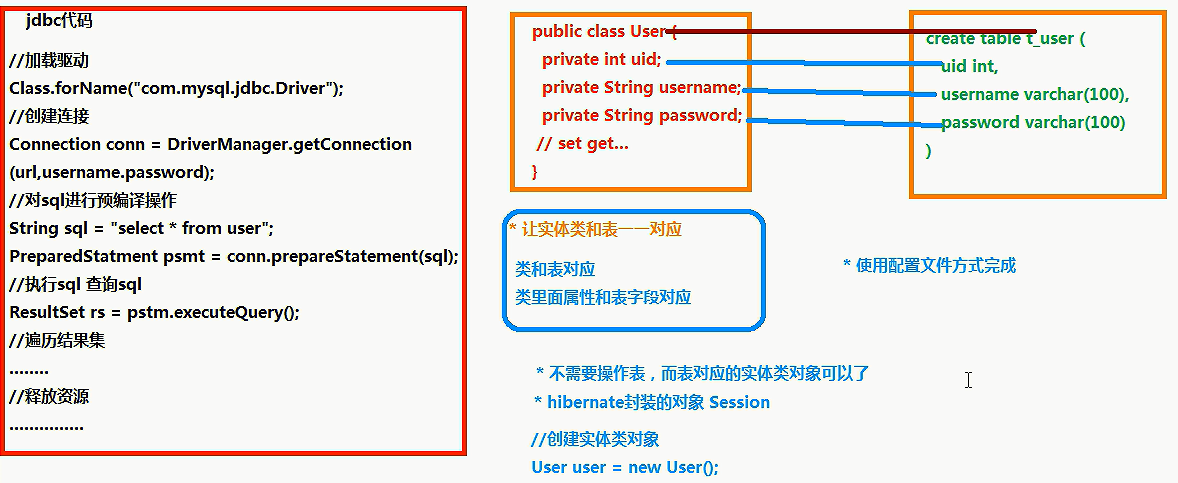 jdbc代码
//加载驱动
Class.forName("com.mysql.jdbc.Driver");
//创建连接
Connection conn = DriverManager.getConnection
(url,username.password);
//对sql进行预编译操作
String sql = "select * from user";
PreparedStatment psmt = conn.prepareStatement(sql);
//执行sql 查询sql
ResultSet rs = pstm.executeQuery();
//遍历结果集
........
//释放资源
...............
public class User {
private int uid;
private String username;
private String password;
// set get...
}
create table t_user (
uid int,
username varchar(100),
password varchar(100)
)
* 让实体类和表一一对应
类和表对应
类里面属性和表字段对应
* 使用配置文件方式完成
* 不需要操作表，而表对应的实体类对象可以了
* hibernate封装的对象 Session
//创建实体类对象
User user = new User();